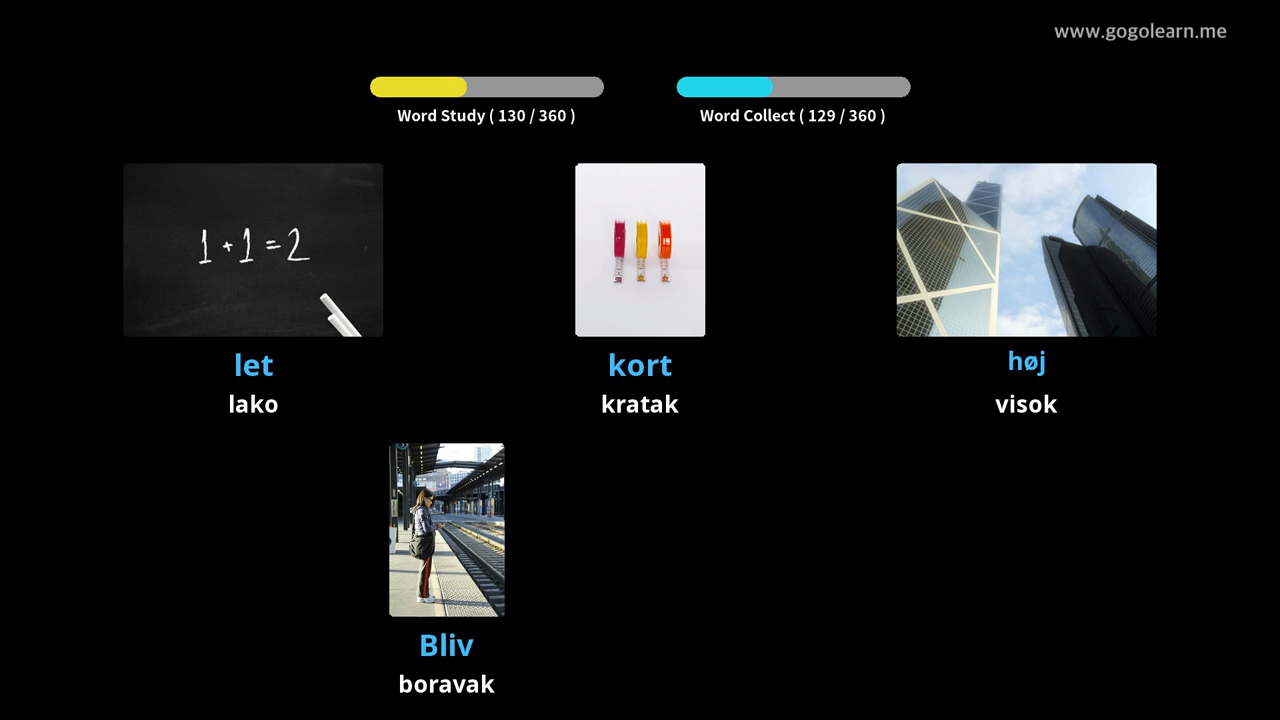 www.gogolearn.me
Word Study ( 130 / 360 )
Word Collect ( 129 / 360 )
1 + 1 = 2
let
lako
kort
kratak
høj
visok
Bliv
boravak